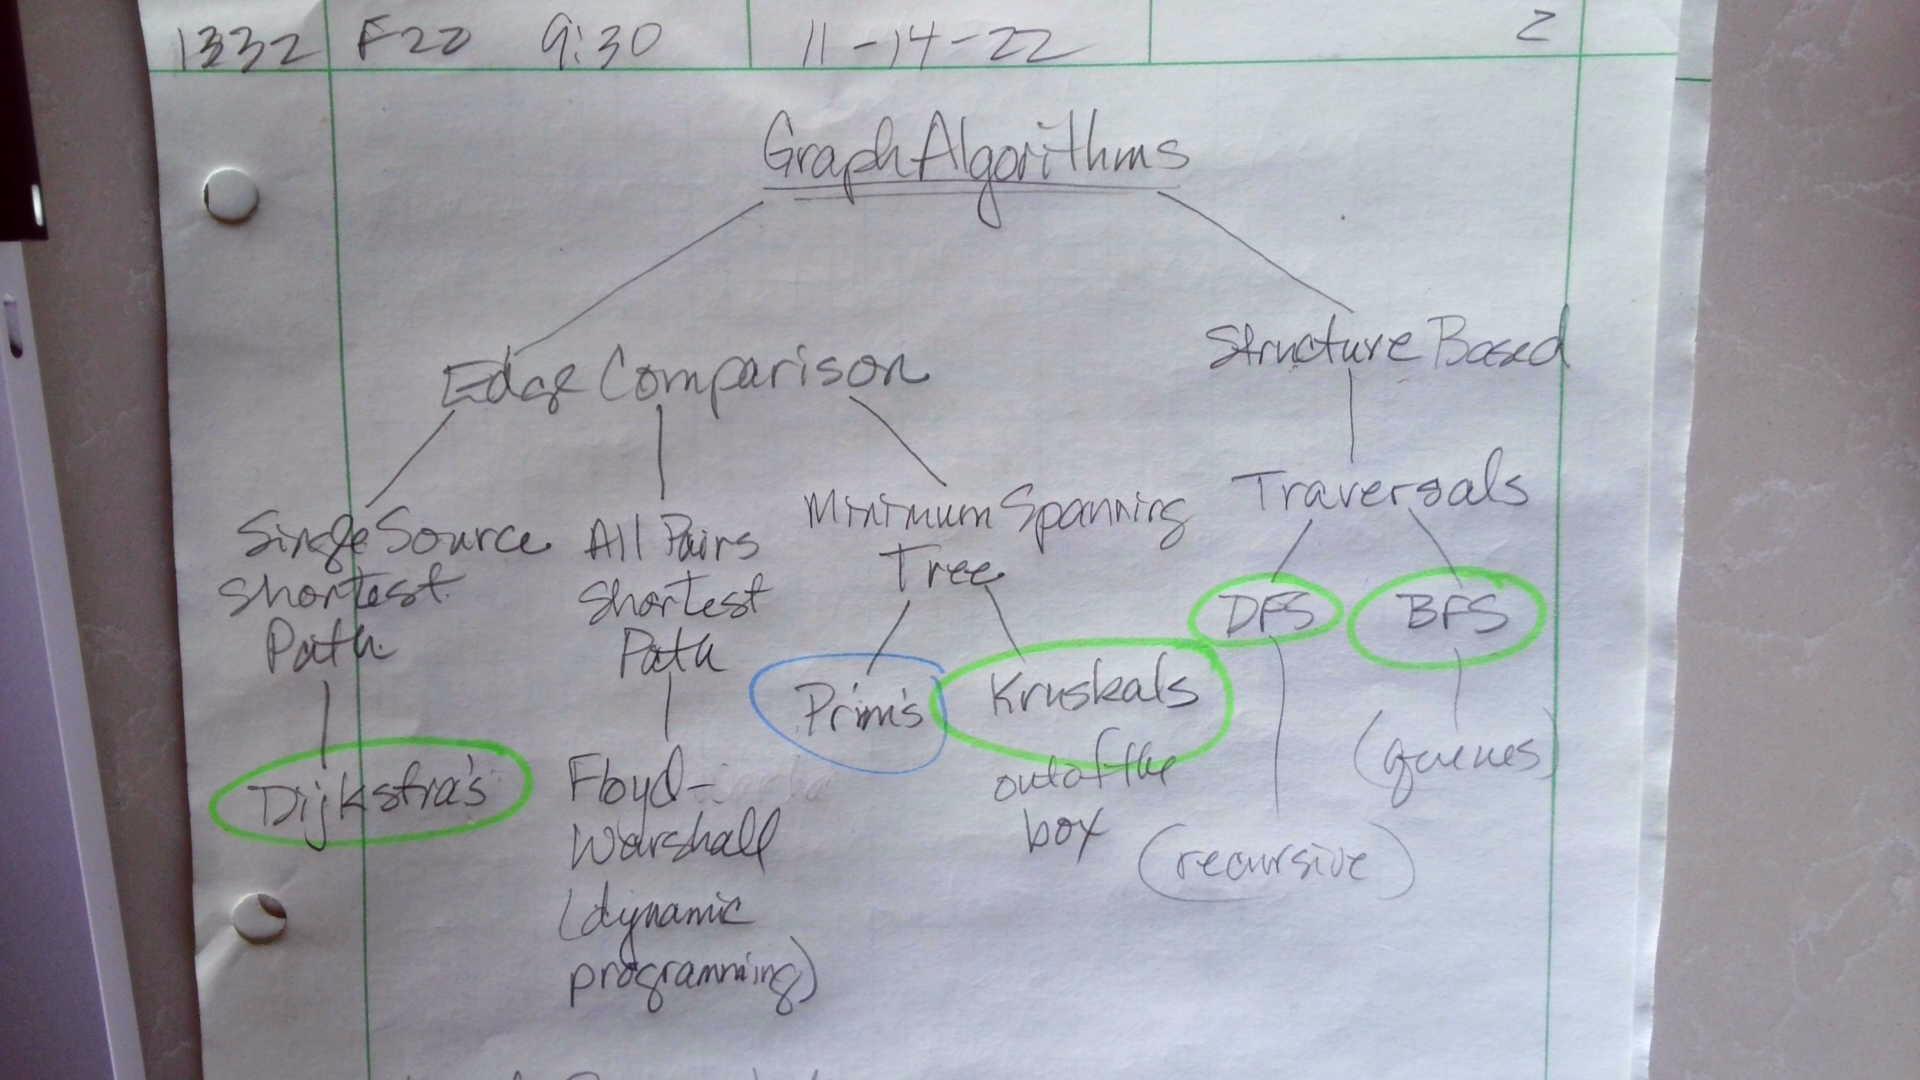 1332 F22 9:30 11-14-22 2
Graph Algorithms
Edge Comparison
Structure Based
Single Source
Shortest
Path
All Pairs
Shortest
Path
Minimum Spanning
Tree
Traversals
DFS
BFS
Dijkstra's
Floyd-
Warshall
(dynamic
programming)
Prim's
Kruskals
out of the
box
(recursive)
(queues)